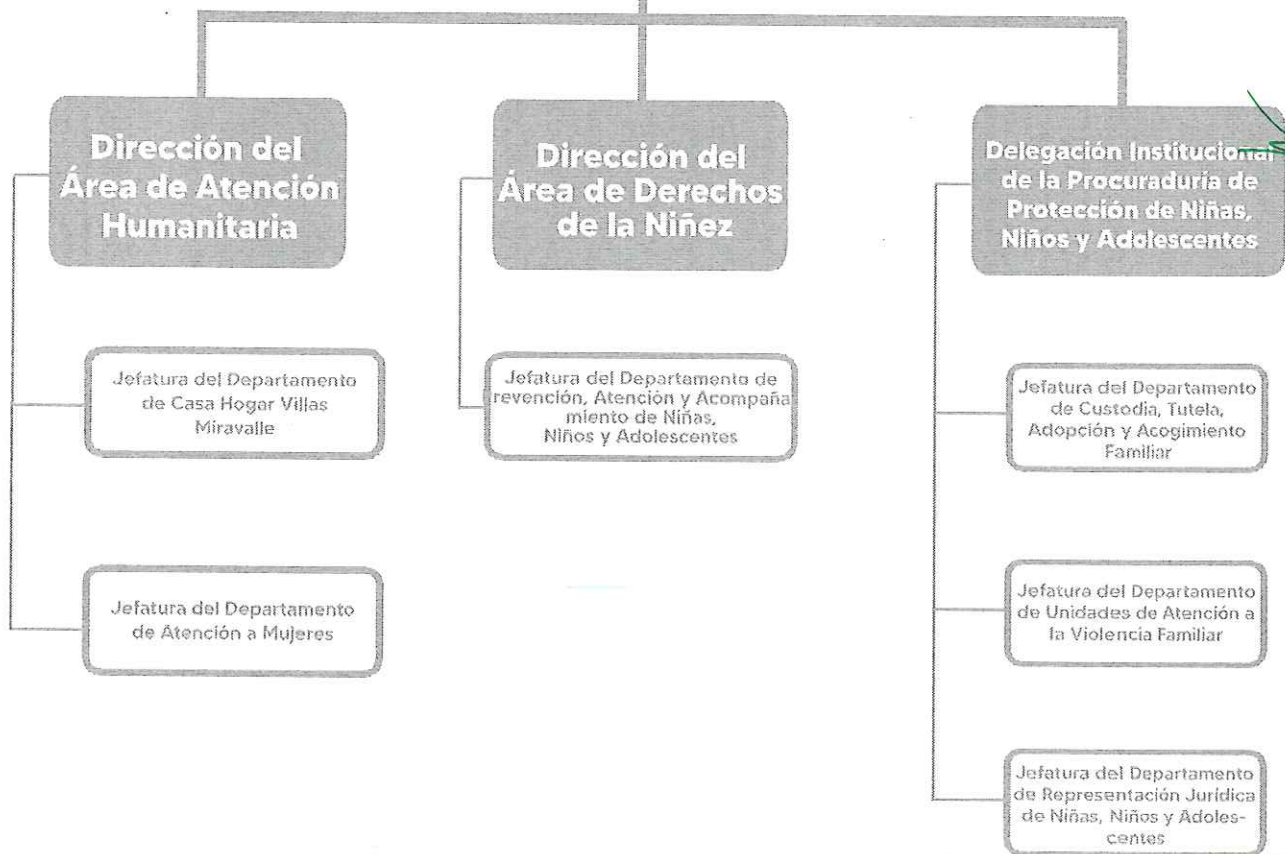 Dirección del
Área de Atención
Humanitaria
Jefatura del Departamento
de Casa Hogar Villas
Miravalle
Jefatura del Departamento
de Atención a Mujeres
Dirección del
Área de Derechos
de la Niñez
Jefatura del Departamento de
revención, Atención y Acompaña
miento de Niñas,
Niños y Adolescentes
Delegación Institucional
de la Procuraduría de
Protección de Niñas,
Niños y Adolescentes
Jefatura del Departamento
de Custodia, Tutela,
Adopción y Acogimiento
Familiar
Jefatura del Departamento
de Unidades de Atención a
la Violencia Familiar
Jefatura del Departamento
de Representación Jurídica
de Niñas, Niños y Adoles-
centes